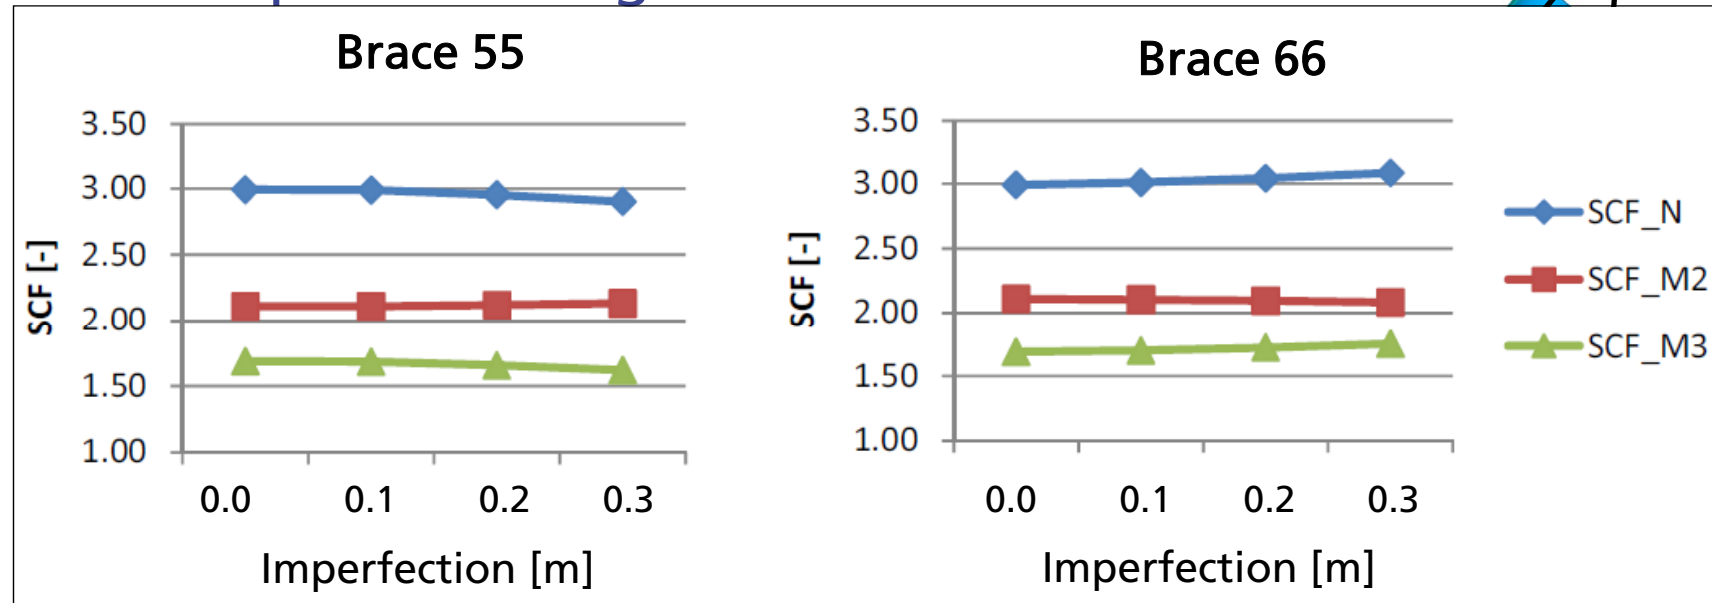 Brace 55
3.50
3.00
2.50
2.00
1.50
1.00
SCF [-]
0.0 0.1 0.2 0.3
Imperfection [m]
Brace 66
3.50
3.00
2.50
2.00
1.50
1.00
SCF [-]
0.0 0.1 0.2 0.3
Imperfection [m]
SCF_N
SCF_M2
SCF_M3